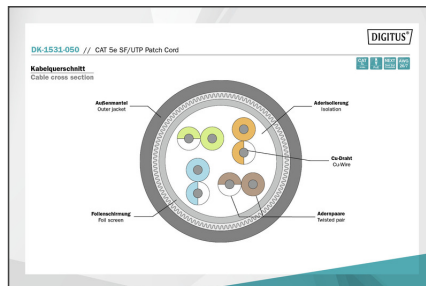 DIGITUS®
DK-1531-050 // CAT 5e SF/UTP Patch Cord
Kabelquerschnitt
Cable cross section
Außenmantel
Outer jacket
Aderisolierung
Isolation
Cu-Draht
Cu-Wire
Folienschirmung
Foil screen
Adernpaare
Twisted pair